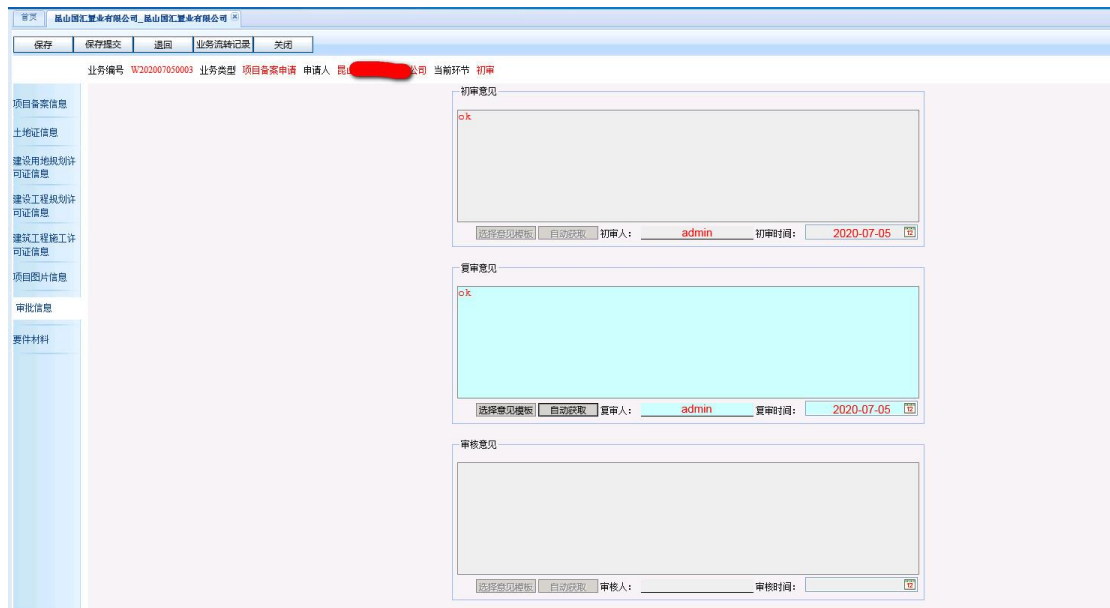 首页 昆山国汇置业有限公司_昆山国汇置业有限公司
保存 保存提交 退回 业务流转记录 关闭
业务编号 W202007050003 业务类型 项目备案申请 申请人 昆山 公司 当前环节 初审
项目备案信息
土地证信息
建设用地规划许
可证信息
建设工程规划许
可证信息
建筑工程施工许
可证信息
项目图片信息
审批信息
要件材料
初审意见
ok
选择意见模板 自动获取 初审人: admin 初审时间: 2020-07-05 12
复审意见
ok
选择意见模板 自动获取 复审人: admin 复审时间: 2020-07-05 12
审核意见
选择意见模板 自动获取 审核人: 审核时间: 12